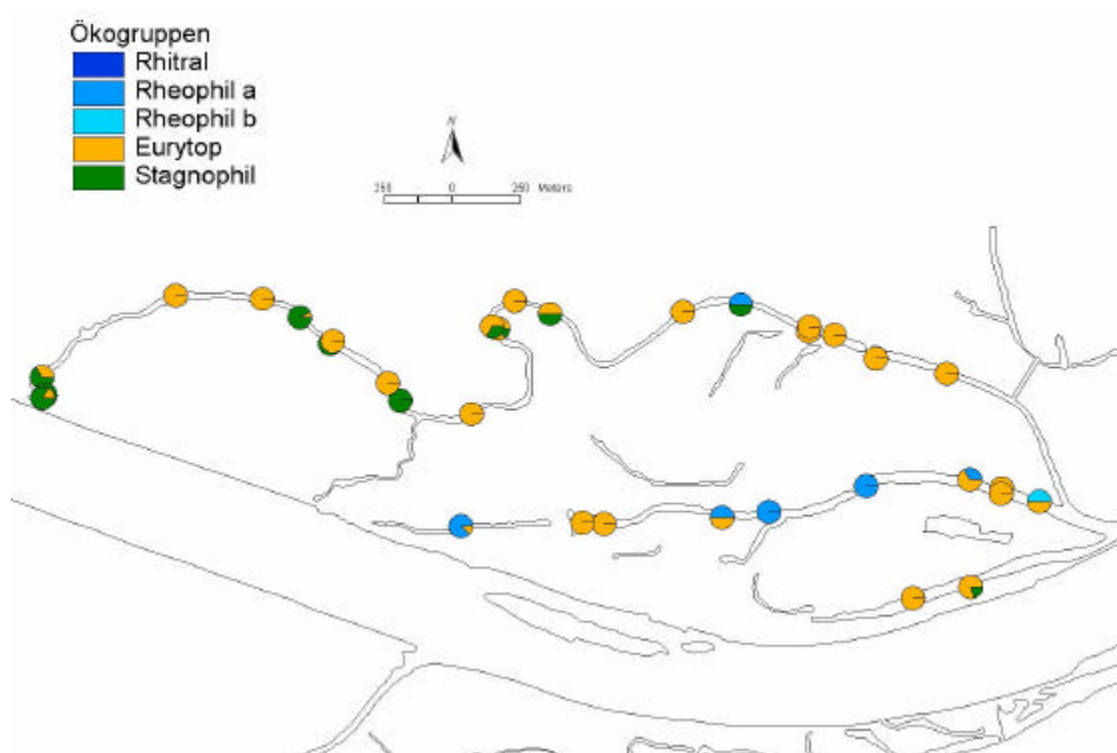 Ökogruppen
Rhitral
Rheophil a
Rheophil b
Eurytop
Stagnophil
N
250 0 250 Meters